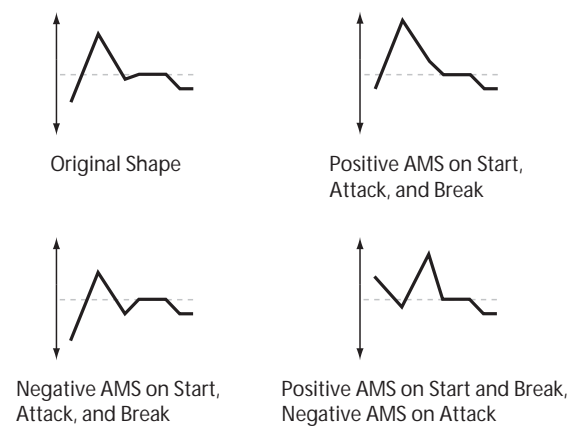 Original Shape
Positive AMS on Start,
Attack, and Break
Negative AMS on Start,
Attack, and Break
Positive AMS on Start and Break,
Negative AMS on Attack